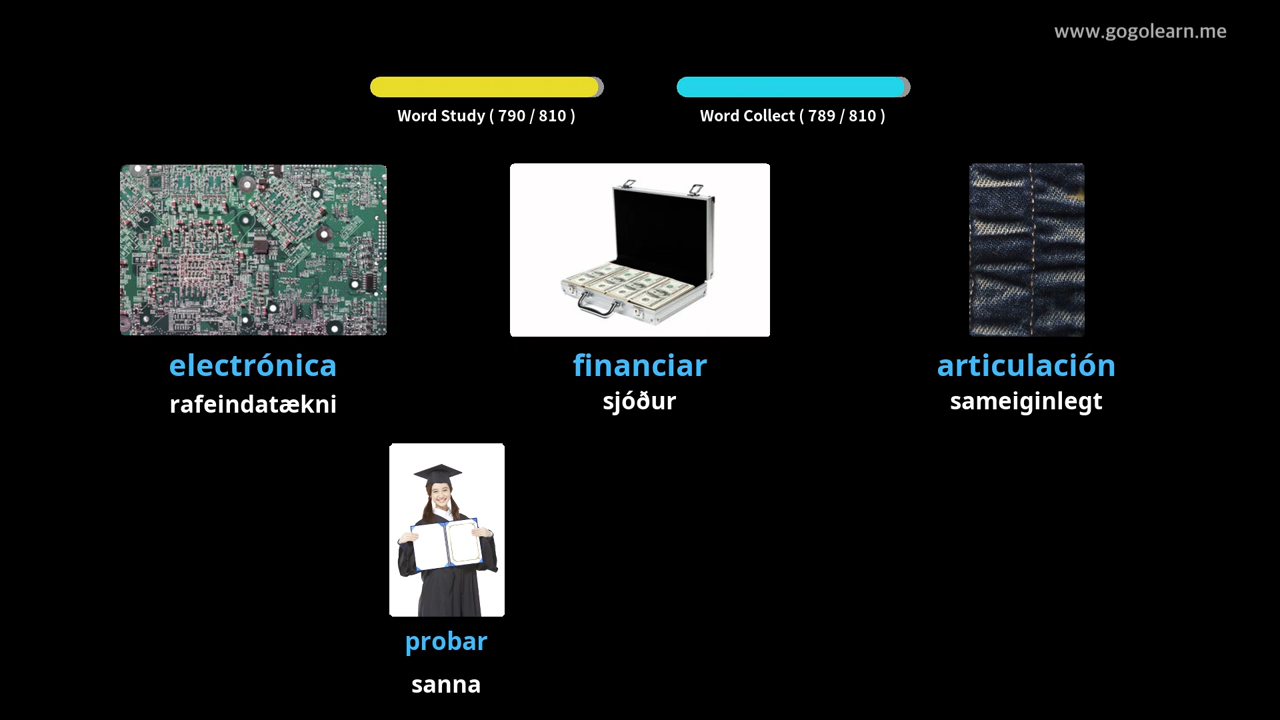 www.gogolearn.me
Word Study ( 790 / 810 )
Word Collect ( 789 / 810 )
electrónica
rafeindatækni
financiar
sjóður
articulación
sameiginlegt
probar
sanna